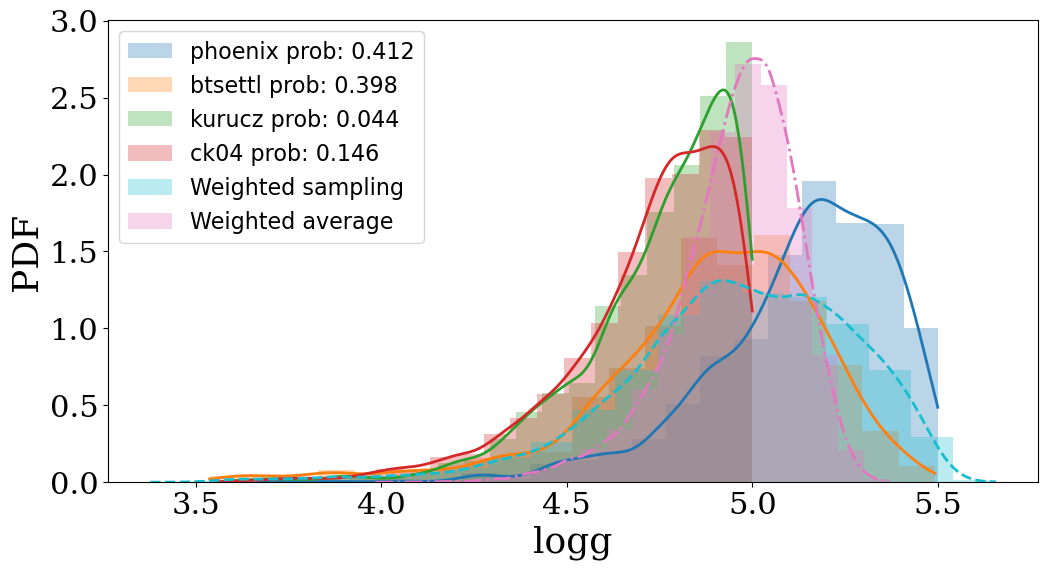 3.0
2.5
2.0
1.5
1.0
0.5
0.0
PDF
phoenix prob: 0.412
btsettl prob: 0.398
kurucz prob: 0.044
ck04 prob: 0.146
Weighted sampling
Weighted average
3.5 4.0 4.5 5.0 5.5
logg